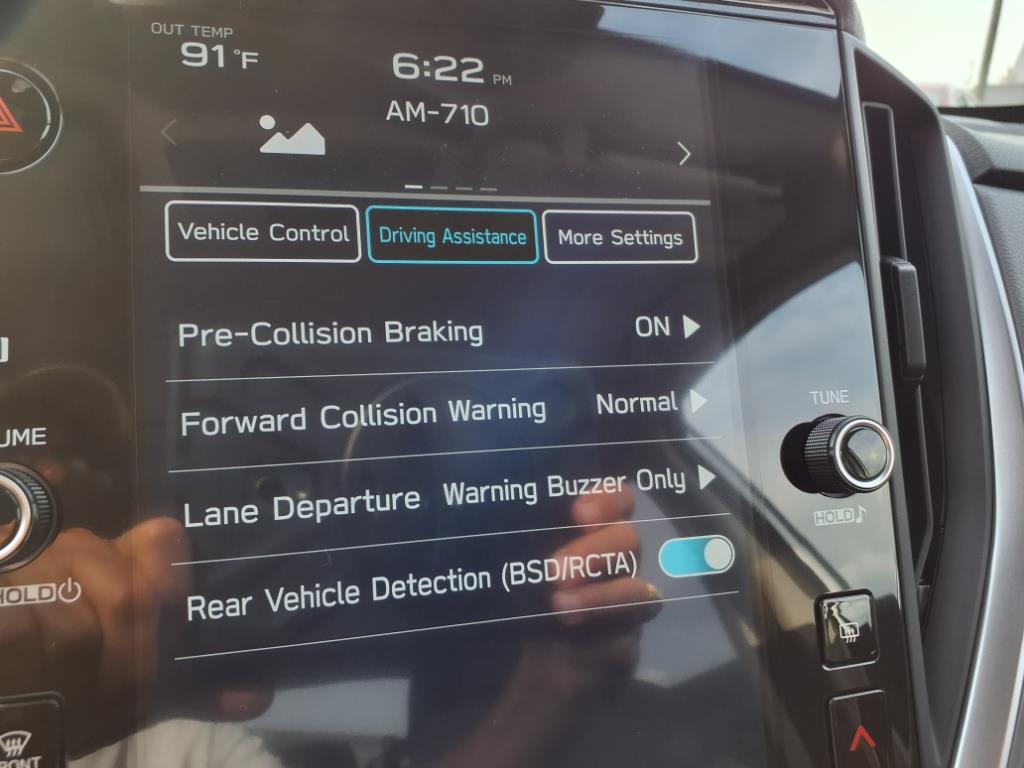 OUT TEMP
91°F
6:22 PM
AM-710
Vehicle Control Driving Assistance More Settings
Pre-Collision Braking ON
Forward Collision Warning Normal
Lane Departure Warning Buzzer Only
Rear Vehicle Detection (BSD/RCTA)
TUNE
HOLD
UME
HOLD
RONT